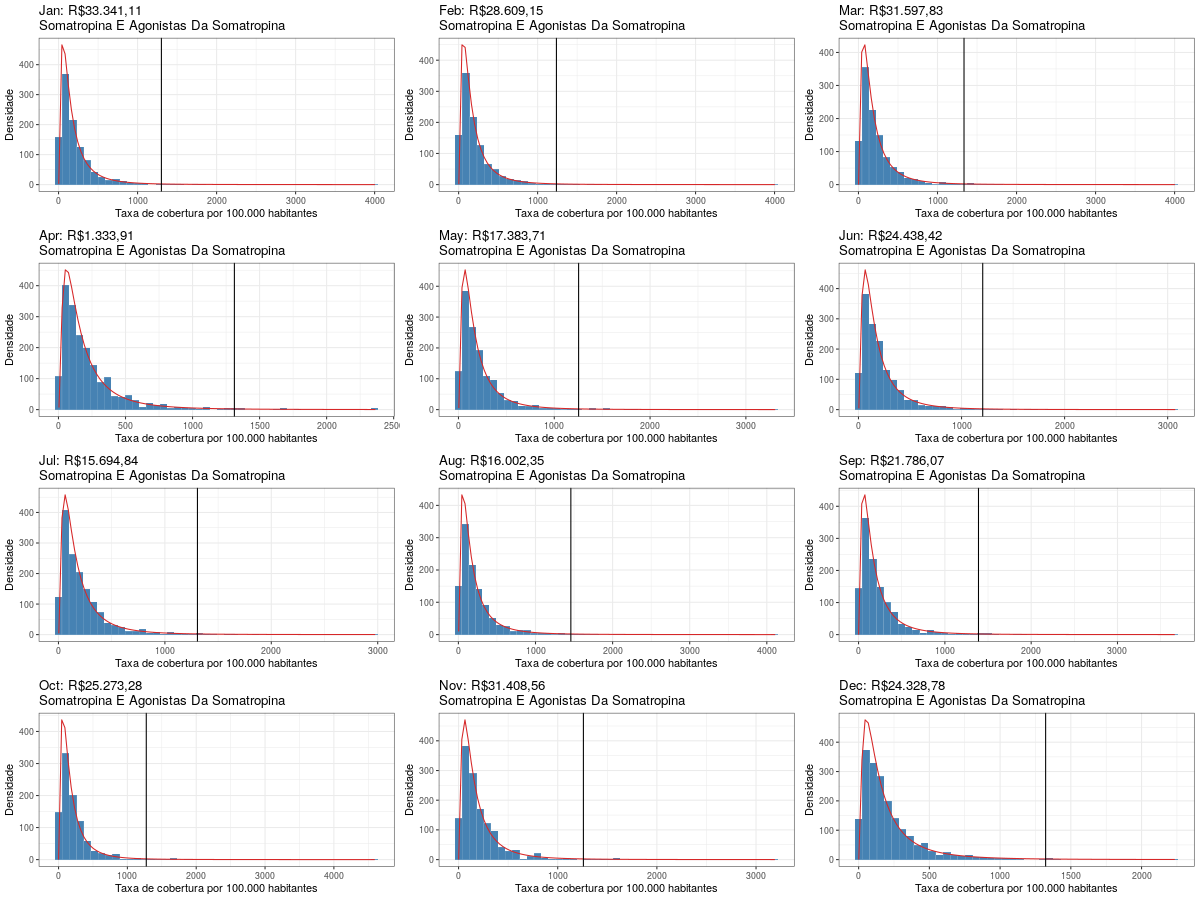 Jan: R$33.341,11
Somatropina E Agonistas Da Somatropina
Densidade
400
300
200
100
0
0
1000
2000
3000
4000
Taxa de cobertura por 100.000 habitantes
Feb: R$28.609,15
Somatropina E Agonistas Da Somatropina
Densidade
400
300
200
100
0
0
1000
2000
3000
4000
Taxa de cobertura por 100.000 habitantes
Mar: R$31.597,83
Somatropina E Agonistas Da Somatropina
Densidade
400
300
200
100
0
0
1000
2000
3000
4000
Taxa de cobertura por 100.000 habitantes
Apr: R$1.333,91
Somatropina E Agonistas Da Somatropina
Densidade
400
300
200
100
0
0
500
1000
1500
2000
2500
Taxa de cobertura por 100.000 habitantes
May: R$17.383,71
Somatropina E Agonistas Da Somatropina
Densidade
400
300
200
100
0
0
1000
2000
3000
Taxa de cobertura por 100.000 habitantes
Jun: R$24.438,42
Somatropina E Agonistas Da Somatropina
Densidade
400
300
200
100
0
0
1000
2000
3000
Taxa de cobertura por 100.000 habitantes
Jul: R$15.694,84
Somatropina E Agonistas Da Somatropina
Densidade
400
300
200
100
0
0
1000
2000
3000
Taxa de cobertura por 100.000 habitantes
Aug: R$16.002,35
Somatropina E Agonistas Da Somatropina
Densidade
400
300
200
100
0
0
1000
2000
3000
4000
Taxa de cobertura por 100.000 habitantes
Sep: R$21.786,07
Somatropina E Agonistas Da Somatropina
Densidade
400
300
200
100
0
0
1000
2000
3000
Taxa de cobertura por 100.000 habitantes
Oct: R$25.273,28
Somatropina E Agonistas Da Somatropina
Densidade
400
300
200
100
0
0
1000
2000
3000
4000
Taxa de cobertura por 100.000 habitantes
Nov: R$31.408,56
Somatropina E Agonistas Da Somatropina
Densidade
400
300
200
100
0
0
1000
2000
3000
Taxa de cobertura por 100.000 habitantes
Dec: R$24.328,78
Somatropina E Agonistas Da Somatropina
Densidade
400
300
200
100
0
0
500
1000
1500
2000
Taxa de cobertura por 100.000 habitantes